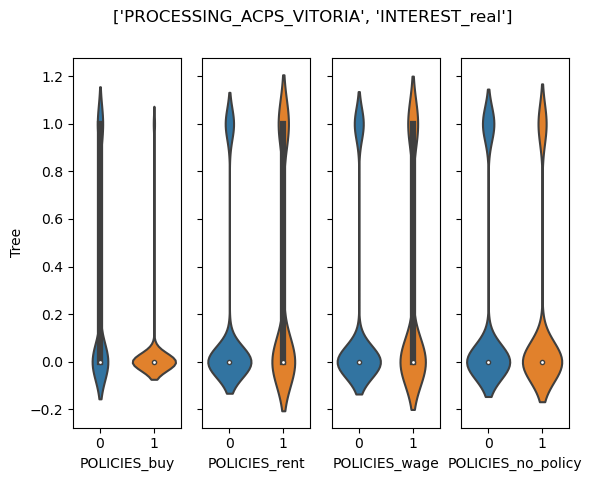 ['PROCESSING_ACPS_VITORIA', 'INTEREST_real']
1.2
1.0
0.8
0.6
0.4
0.2
0.0
−0.2
Tree
0 1 0 1 0 1 0 1
POLICIES_buy POLICIES_rent POLICIES_wage POLICIES_no_policy